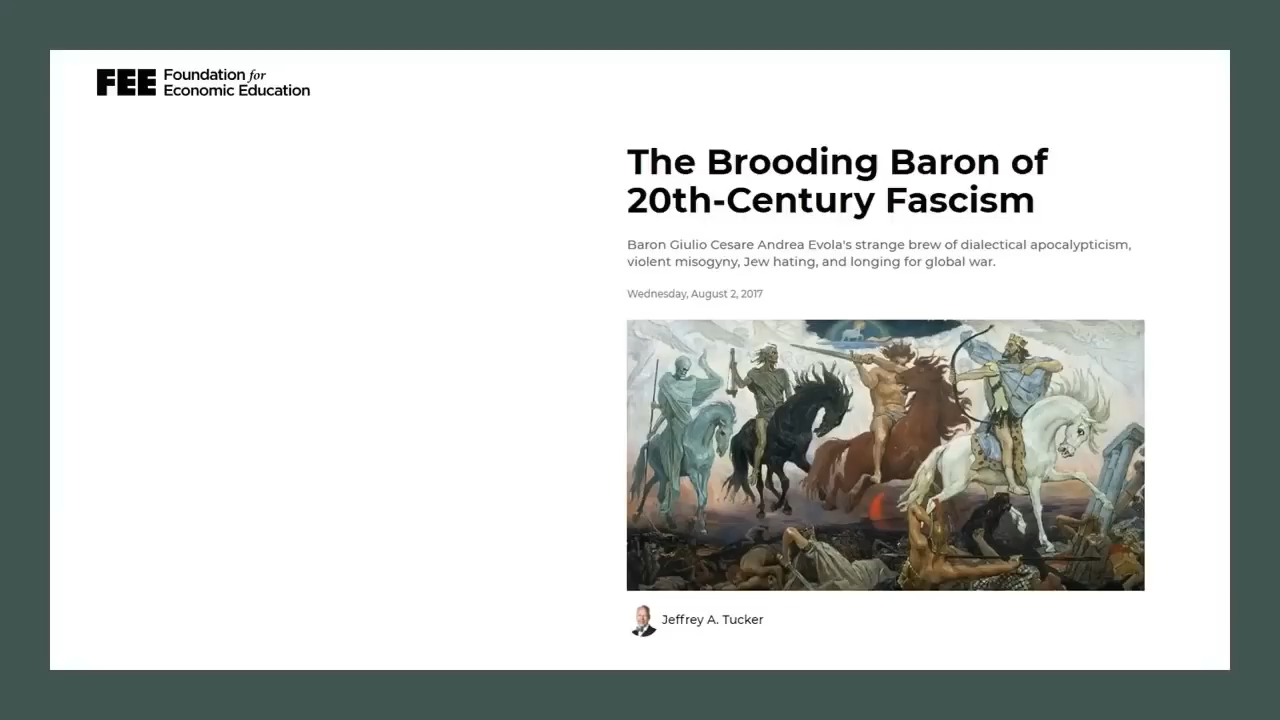 FEE Foundation for
Economic Education
The Brooding Baron of
20th-Century Fascism
Baron Giulio Cesare Andrea Evola's strange brew of dialectical apocalypticism,
violent misogyny, Jew hating, and longing for global war.
Wednesday, August 2, 2017
Jeffrey A. Tucker